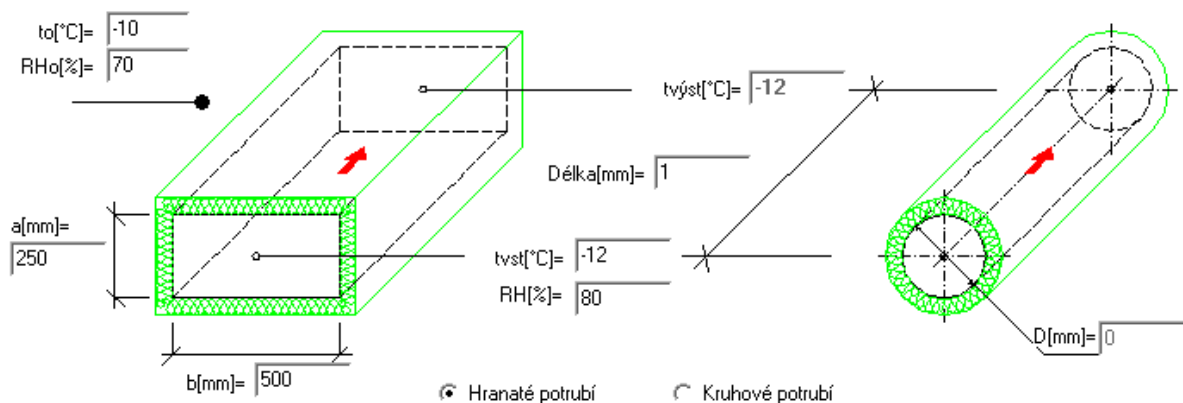 to[°C]= -10
RHo[%]= 70
tvýst[°C]= -12
Délka[mm]= 1
a[mm]=
250
tvst[°C]= -12
RH[%]= 80
D[mm]= 0
b[mm]= 500
Hranaté potrubí Kruhové potrubí